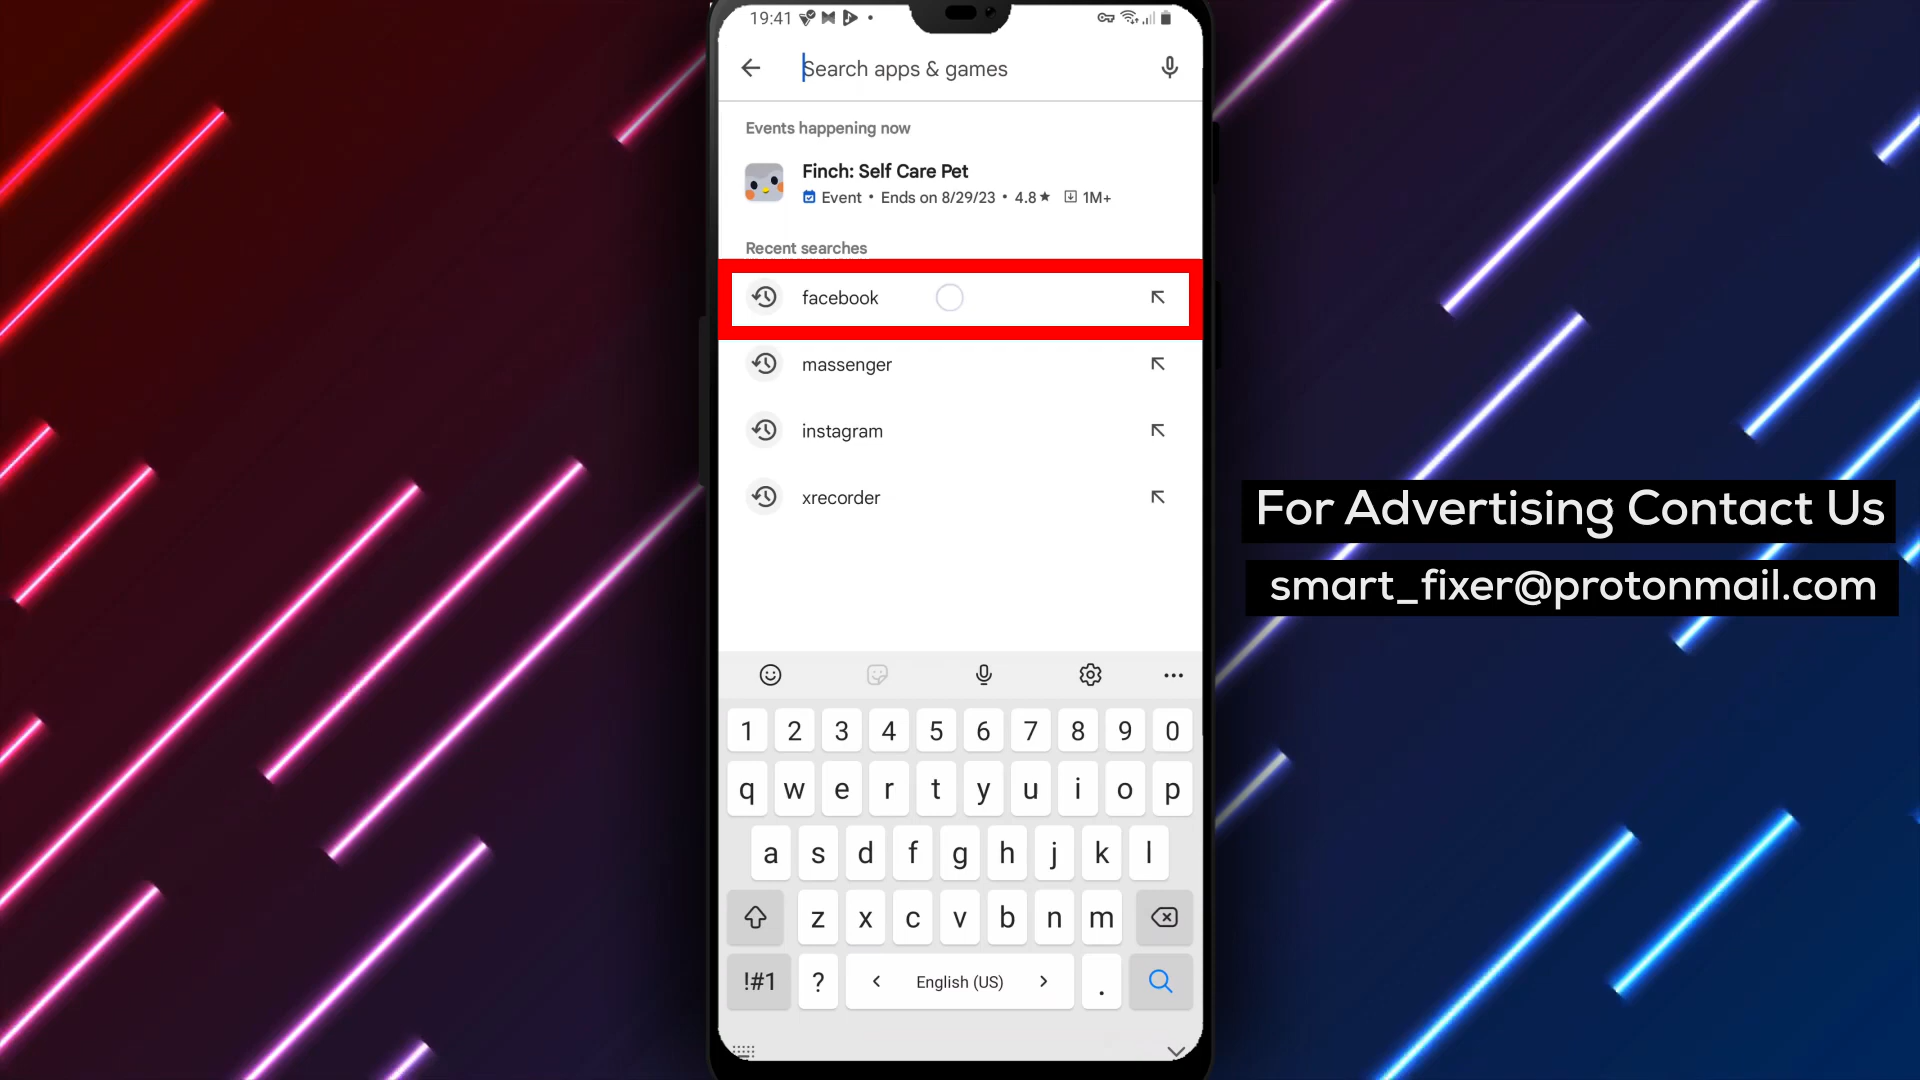 19:41
Search apps & games
Events happening now
Finch: Self Care Pet
Event • Ends on 8/29/23 • 4.8★ 1M+
Recent searches
facebook
massenger
instagram
xrecorder
For Advertising Contact Us
smart_fixer@protonmail.com
1 2 3 4 5 6 7 8 9 0
q w e r t y u i o p
a s d f g h j k l
z x c v b n m
!#1 ? < English (US) > .